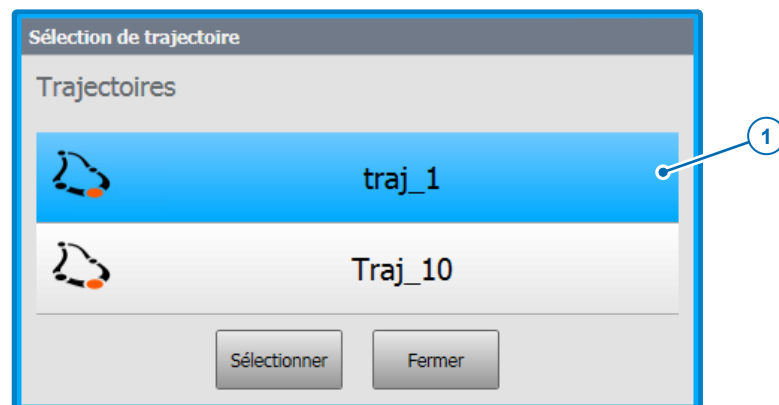 Sélection de trajectoire
Trajectoires
traj_1
1
Traj_10
Sélectionner
Fermer